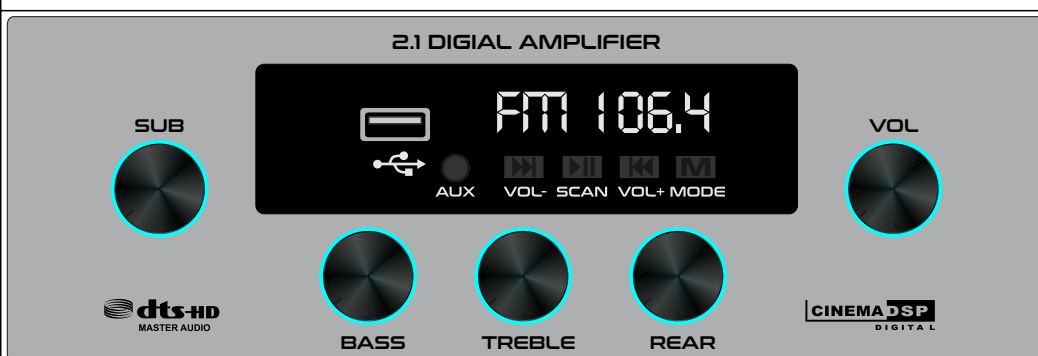 2.1 DIGIAL AMPLIFIER
FM 106.4
SUB
VOL
AUX VOL- SCAN VOL+ MODE
M
dts-HD
MASTER AUDIO
CINEMA DSP
DIGITAL
BASS TREBLE REAR